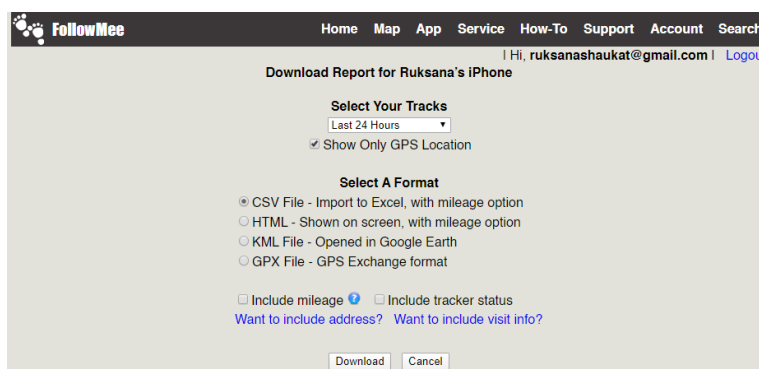 FollowMee Home Map App Service How-To Support Account Search
| Hi, ruksanashaukat@gmail.com | Logou
Download Report for Ruksana's iPhone
Select Your Tracks
Last 24 Hours
Show Only GPS Location
Select A Format
CSV File - Import to Excel, with mileage option
HTML - Shown on screen, with mileage option
KML File - Opened in Google Earth
GPX File - GPS Exchange format
Include mileage ? Include tracker status
Want to include address? Want to include visit info?
Download Cancel